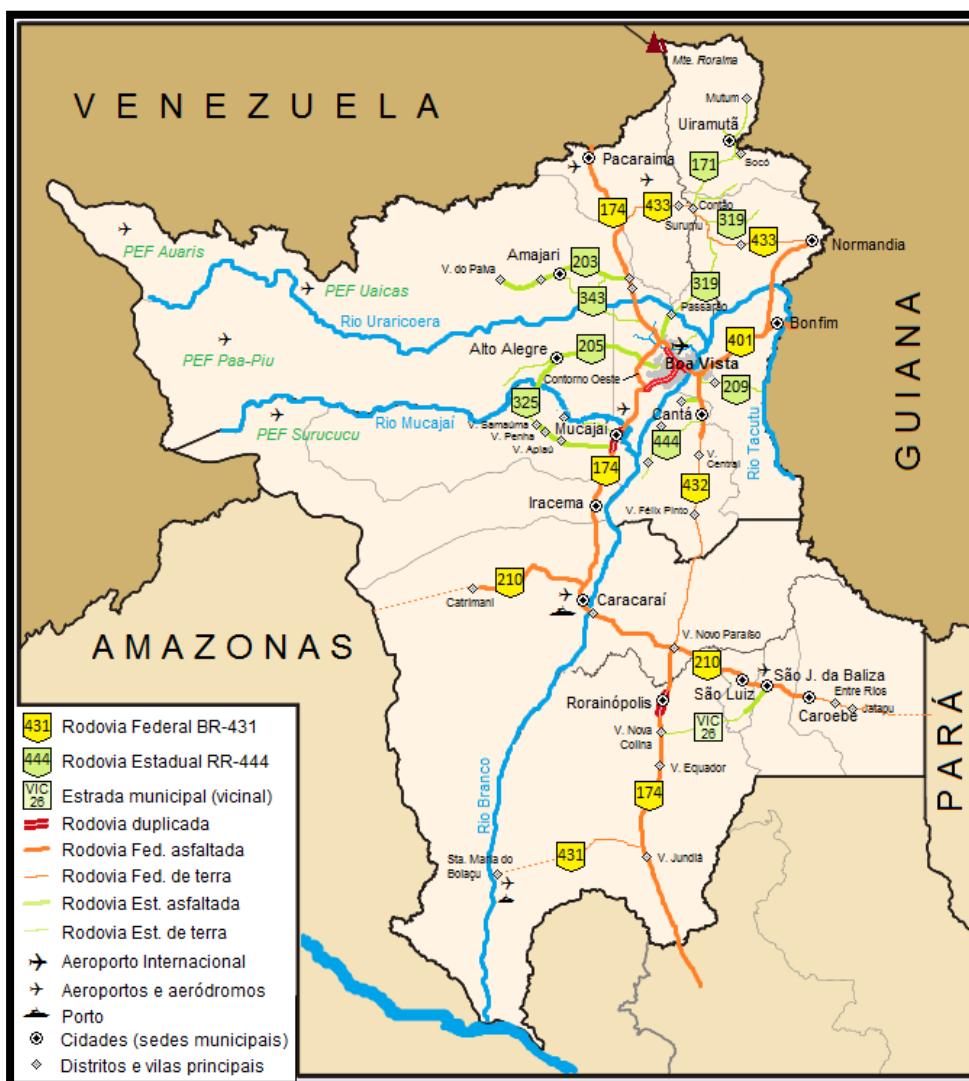 Mte. Roraima
VENEZUELA
Mutum
Uiramutã
Socó
Pacaraima
171
174
433
Contão
Surumu
319
433
Normandia
PEF Auaris
Amajari
203
V. do Paiva
PEF Uaicas
343
319
Passarão
Rio Uraricoera
Bonfim
PEF Paa-Piu
Alto Alegre
205
401
Boa Vista
Contorno Oeste
GUIANA
325
209
Rio Mucajaí
V. Samaúma
V. Penha
V. Apiaú
Mucajaí
Cantá
444
PEF Surucucu
Rio Tacutu
174
V. Central
432
Iracema
V. Félix Pinto
210
Catrimani
Caracaraí
AMAZONAS
V. Novo Paraíso
210
São J. da Baliza
São Luiz
Rorainópolis
Entre Rios
Caroebe
Jatapu
VIC 26
V. Nova Colina
PARÁ
V. Equador
Rio Branco
174
431
V. Jundiá
Sta. Maria do
Boiaçu
431 Rodovia Federal BR-431
444 Rodovia Estadual RR-444
VIC 26 Estrada municipal (vicinal)
Rodovia duplicada
Rodovia Fed. asfaltada
Rodovia Fed. de terra
Rodovia Est. asfaltada
Rodovia Est. de terra
Aeroporto Internacional
Aeroportos e aeródromos
Porto
Cidades (sedes municipais)
Distritos e vilas principais